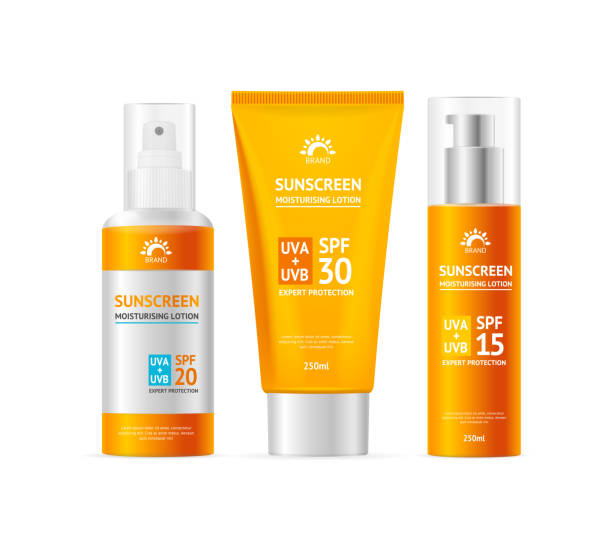 BRAND
SUNSCREEN
MOISTURISING LOTION
UVA
+
UVB
SPF
20
EXPERT PROTECTION
BRAND
SUNSCREEN
MOISTURISING LOTION
UVA
+
UVB
SPF
30
EXPERT PROTECTION
250ml
BRAND
SUNSCREEN
MOISTURISING LOTION
UVA
+
UVB
SPF
15
EXPERT PROTECTION
250ml